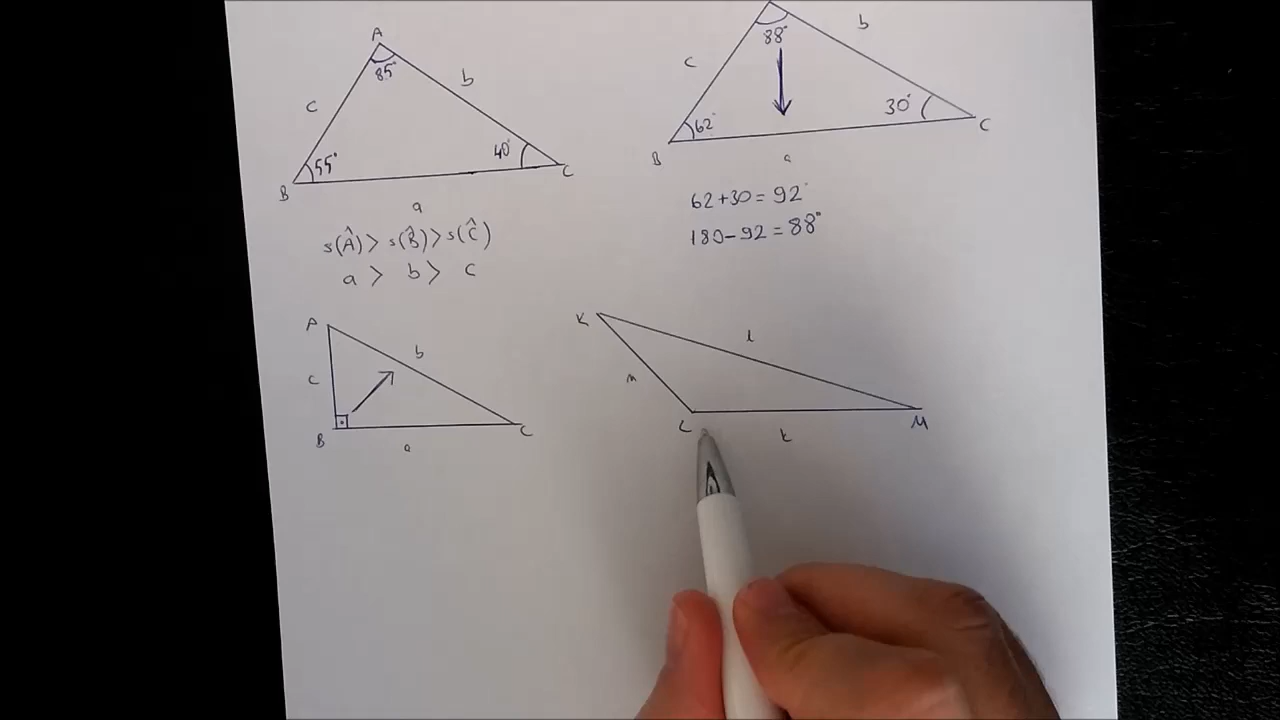 A
85°
b
c
55°
40°
B
C
a
s(Â) > s(B̂) > s(Ĉ)
a > b > c
b
88°
c
62°
30°
B
C
a
62+30=92°
180-92=88°
A
b
c
B
C
a
K
l
m
L
M
k